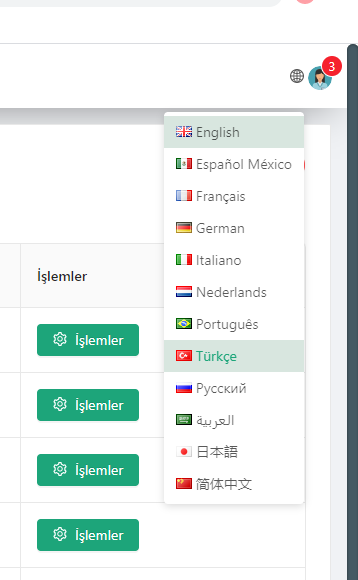 3
English
Español México
Français
German
Italiano
Nederlands
Português
Türkçe
Русский
العربية
日本語
简体中文
İşlemler
İşlemler
İşlemler
İşlemler
İşlemler